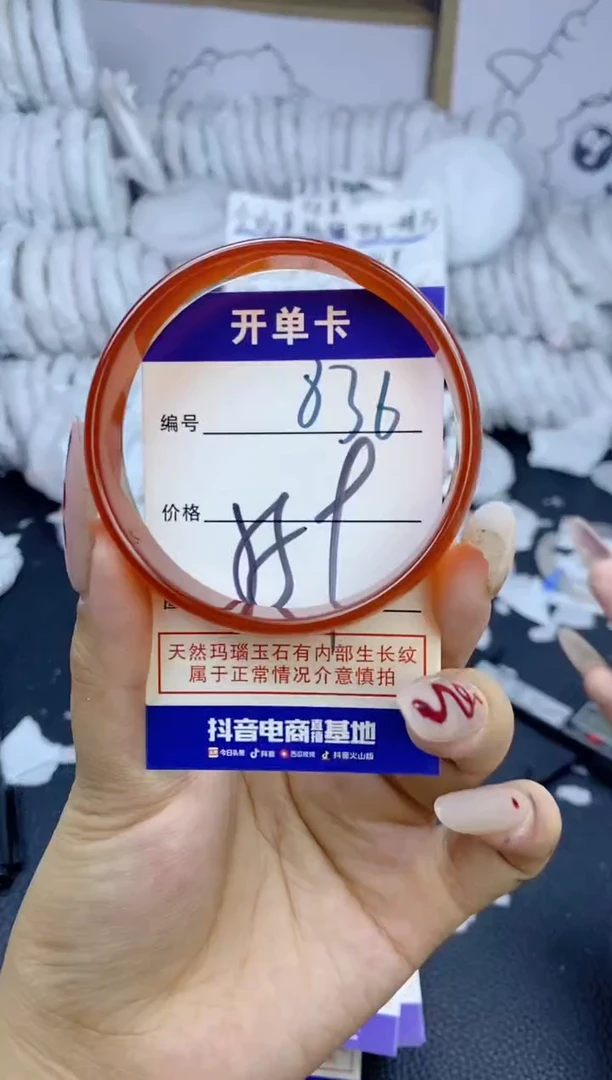 开单卡
编号 836
价格
天然玛瑙玉石有内部生长纹
属于正常情况介意慎拍
抖音电商直播基地
今日头条 抖音 西瓜视频 抖音火山版